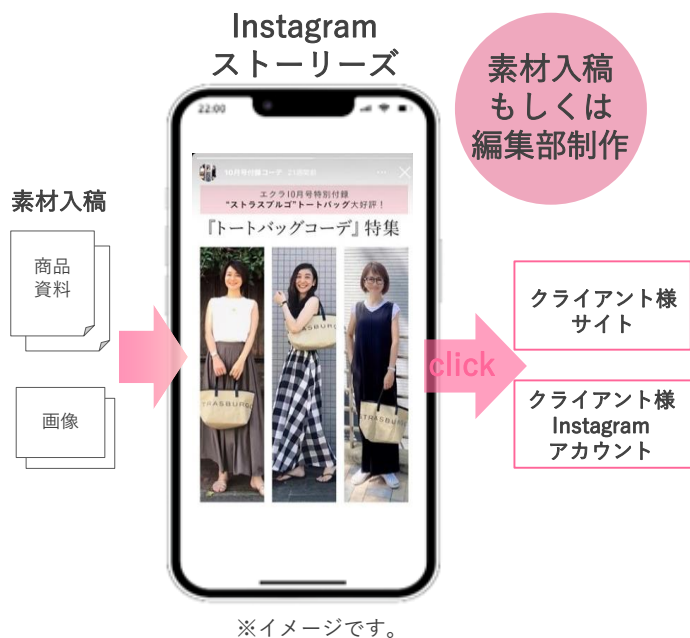 Instagram
ストーリーズ
素材入稿
もしくは
編集部制作
22:00
10月号付録コーデ
エクラ10月号特別付録
“ストラスブルゴ”トートバッグ大好評！
『トートバッグコーデ』特集
素材入稿
商品
資料
画像
click
クライアント様
サイト
クライアント様
Instagram
アカウント
※イメージです。